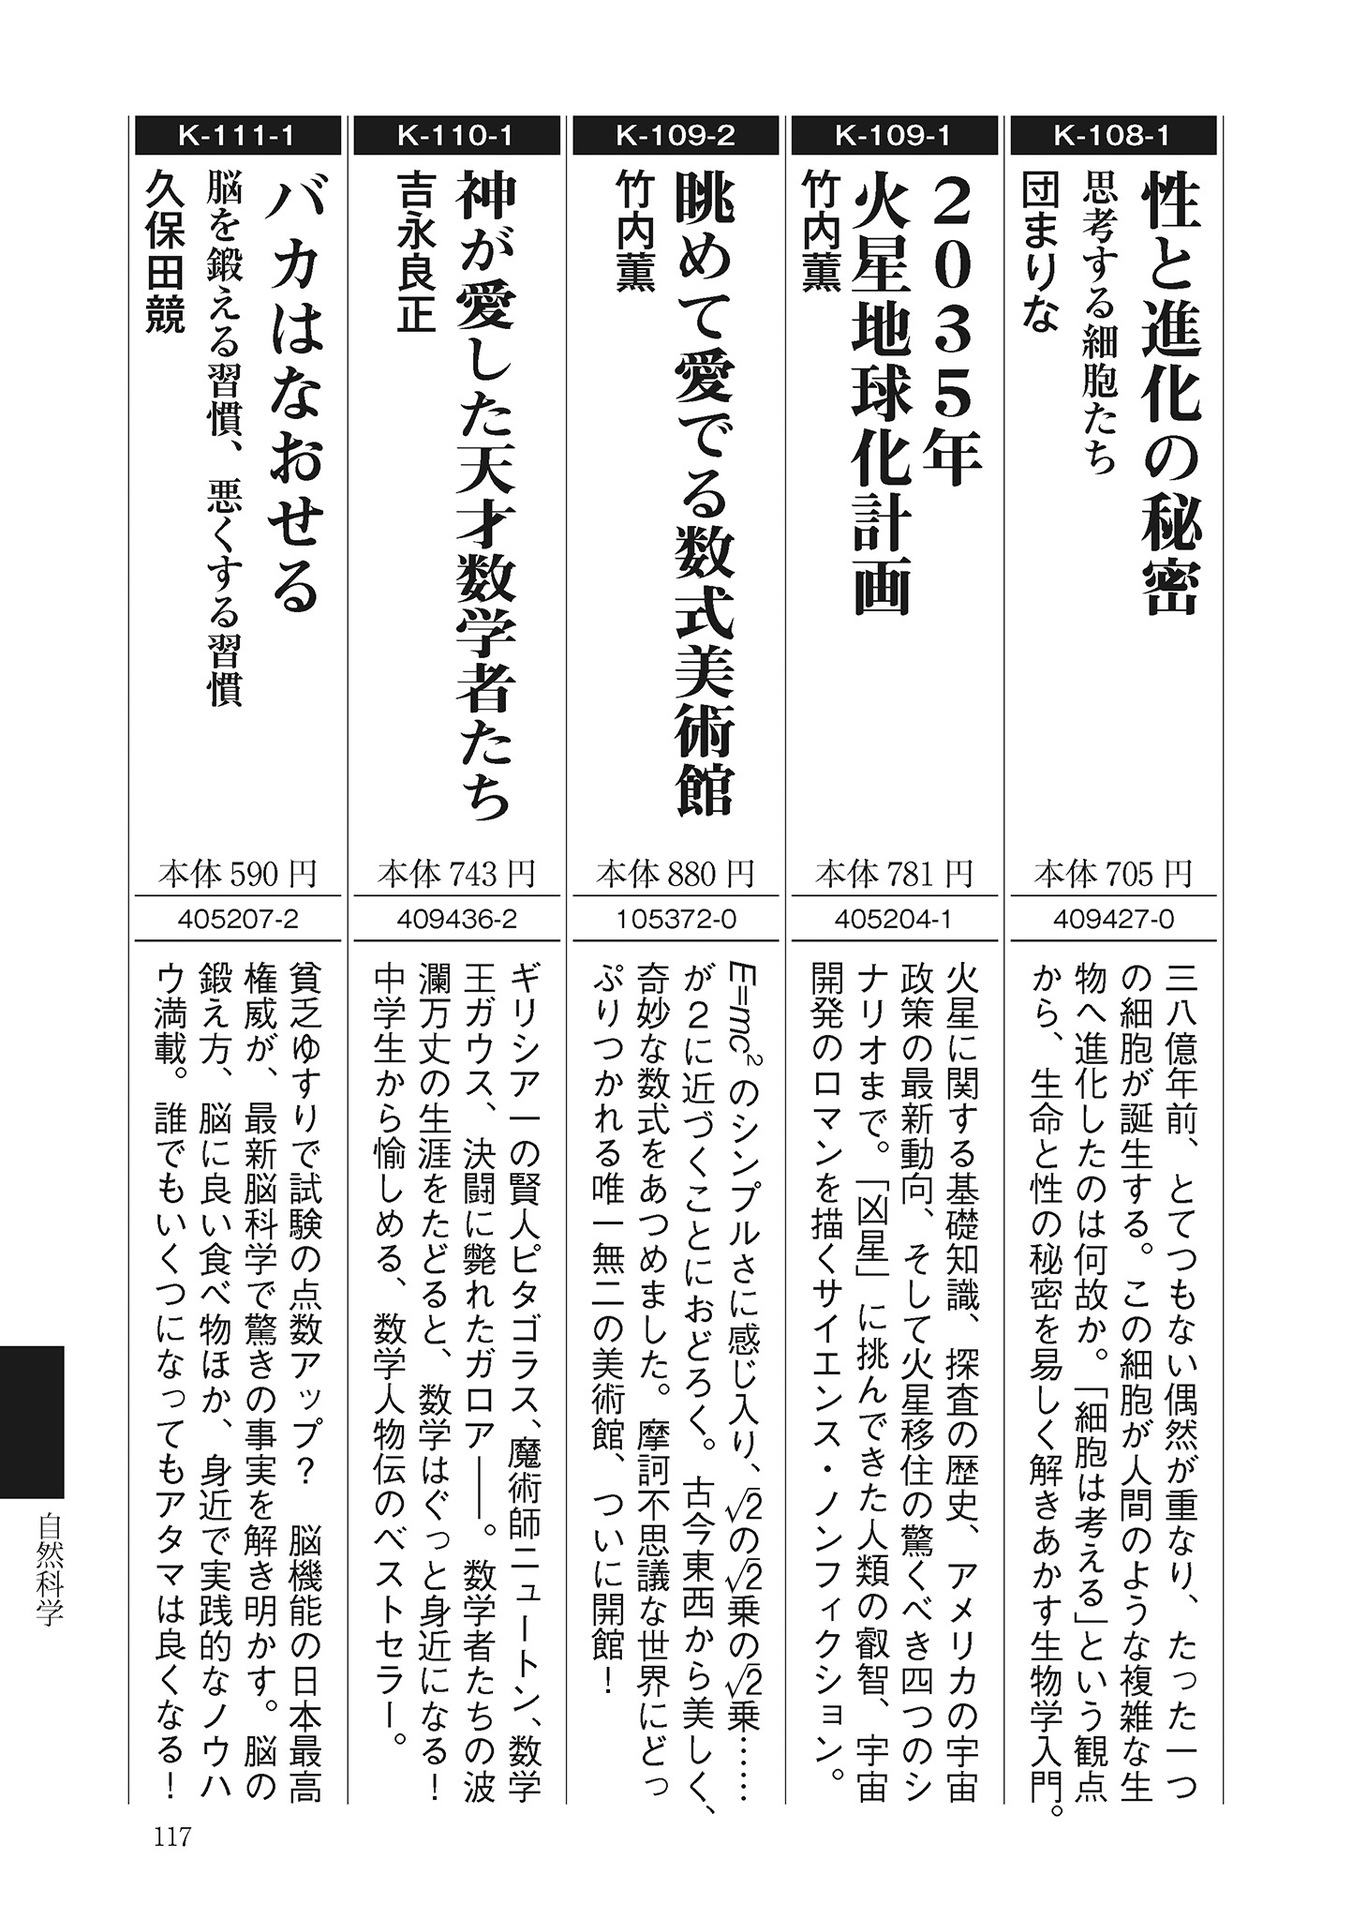 K-108-1
性と進化の秘密
思考する細胞たち
団まりな
本体 705 円
409427-0
三八億年前、とてつもない偶然が重なり、たった一つ
の細胞が誕生する。この細胞が人間のような複雑な生
物へ進化したのは何故か。「細胞は考える」という観点
から、生命と性の秘密を易しく解きあかす生物学入門。
K-109-1
2035年
火星地球化計画
竹内薫
本体 781 円
405204-1
火星に関する基礎知識、探査の歴史、アメリカの宇宙
政策の最新動向、そして火星移住の驚くべき四つのシ
ナリオまで。「凶星」に挑んできた人類の叡智、宇宙
開発のロマンを描くサイエンス・ノンフィクション。
K-109-2
眺めて愛でる数式美術館
竹内薫
本体 880 円
105372-0
E=mc²のシンプルさに感じ入り、√2の√2乗の√2乗……
が2に近づくことにおどろく。古今東西から美しく、
奇妙な数式をあつめました。摩訶不思議な世界にどっ
ぷりつかれる唯一無二の美術館、ついに開館！
K-110-1
神が愛した天才数学者たち
吉永良正
本体 743 円
409436-2
ギリシア一の賢人ピタゴラス、魔術師ニュートン、数学
王ガウス、決闘に斃れたガロア――。数学者たちの波
瀾万丈の生涯をたどると、数学はぐっと身近になる！
中学生から愉しめる、数学人物伝のベストセラー。
K-111-1
バカはなおせる
脳を鍛える習慣、悪くする習慣
久保田競
本体 590 円
405207-2
貧乏ゆすりで試験の点数アップ？　脳機能の日本最高
権威が、最新脳科学で驚きの事実を解き明かす。脳の
鍛え方、脳に良い食べ物ほか、身近で実践的なノウハ
ウ満載。誰でもいくつになってもアタマは良くなる！
自然科学
117